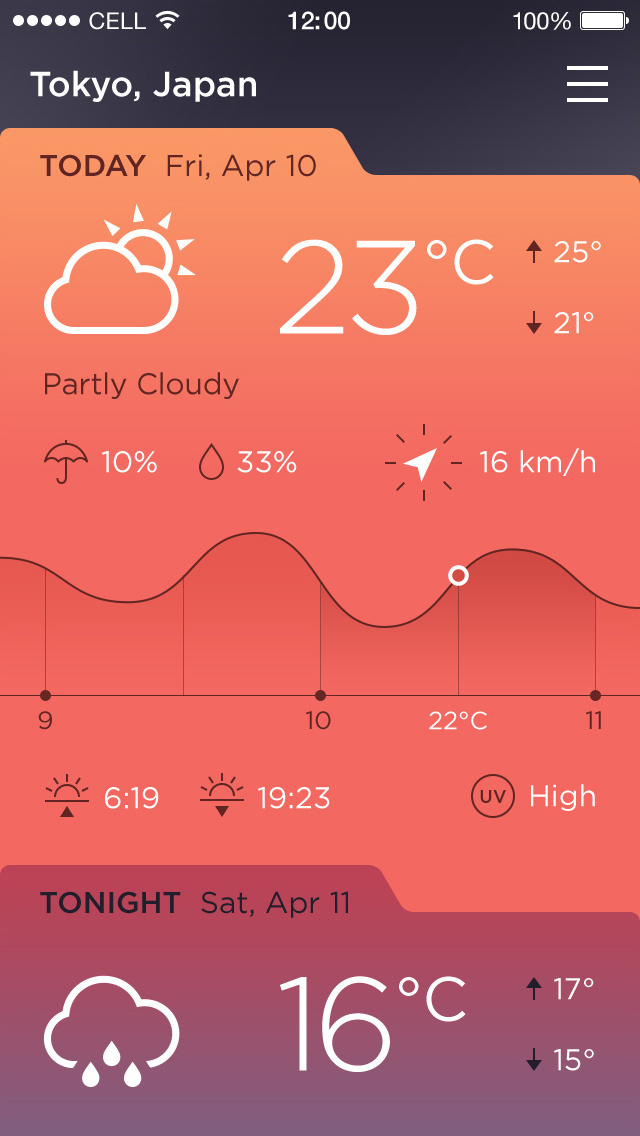 CELL 12:00 100%
Tokyo, Japan
TODAY Fri, Apr 10
23°C
25°
21°
Partly Cloudy
10% 33% 16 km/h
9 10 22°C 11
6:19 19:23 UV High
TONIGHT Sat, Apr 11
16°C
17°
15°